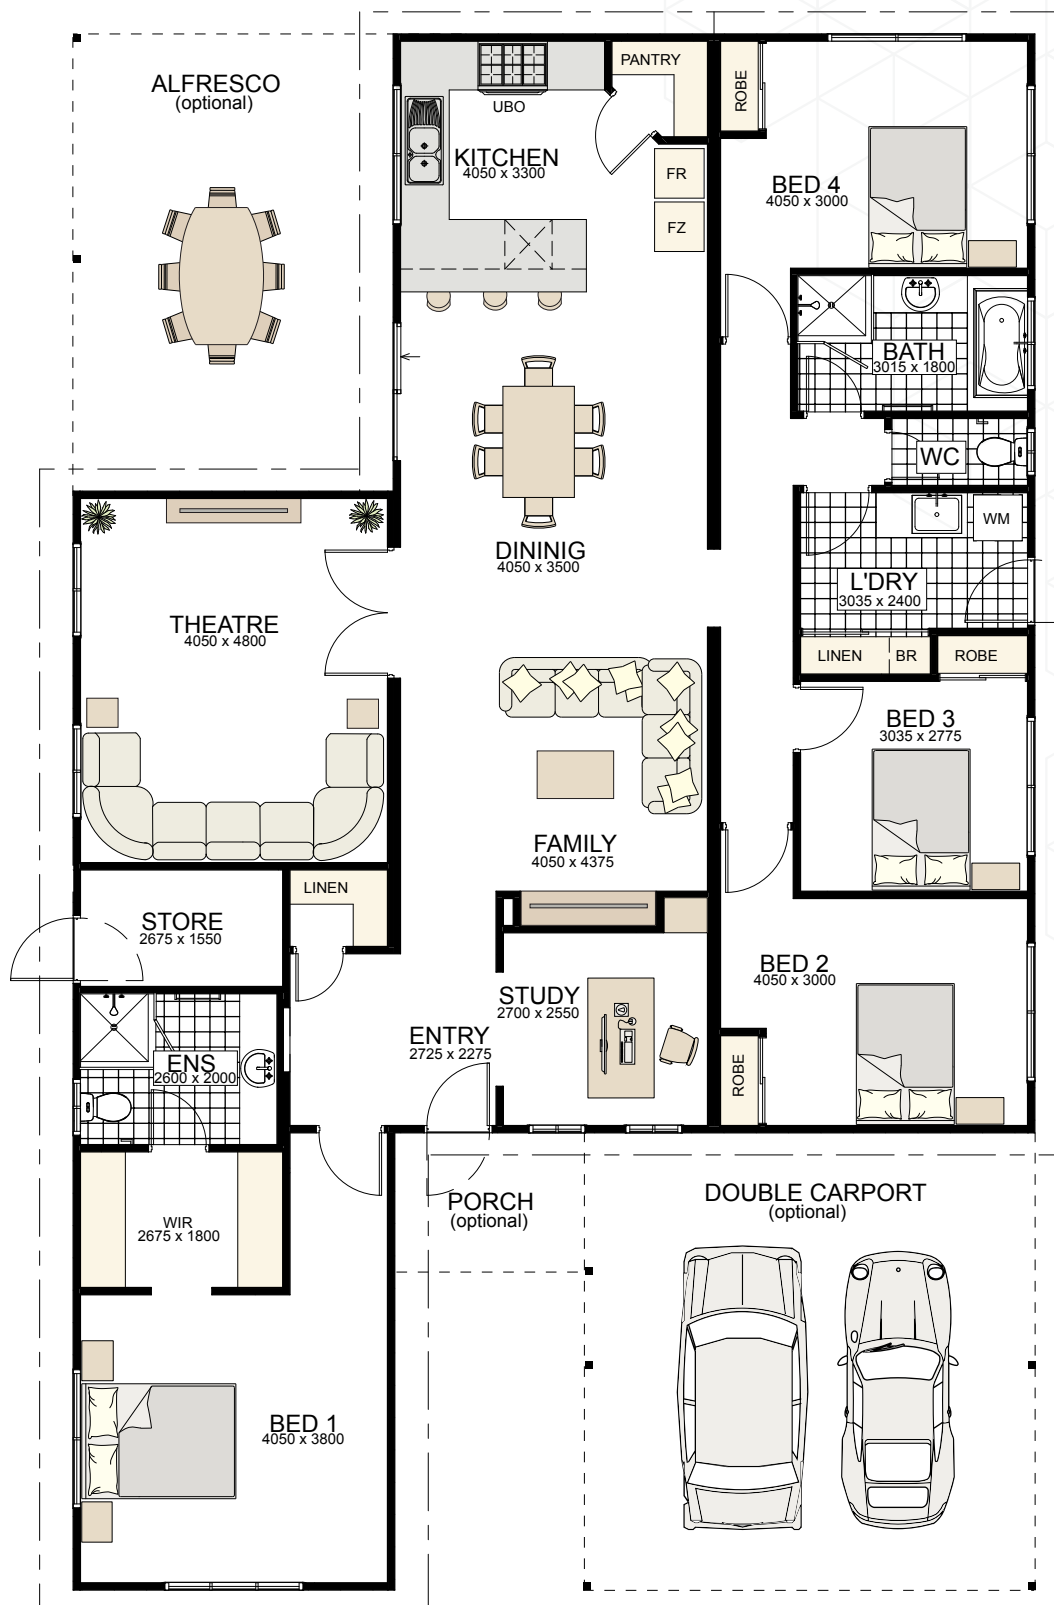 ALFRESCO
(optional)
PANTRY
ROBE
UBO
KITCHEN
4050 x 3300
FR
FZ
BED 4
4050 x 3000
BATH
3015 x 1800
WC
DININIG
4050 x 3500
WM
L'DRY
3035 x 2400
THEATRE
4050 x 4800
LINEN
BR
ROBE
BED 3
3035 x 2775
FAMILY
4050 x 4375
LINEN
STORE
2675 x 1550
BED 2
4050 x 3000
STUDY
2700 x 2550
ENTRY
2725 x 2275
ENS
2600 x 2000
ROBE
PORCH
(optional)
DOUBLE CARPORT
(optional)
WIR
2675 x 1800
BED 1
4050 x 3800